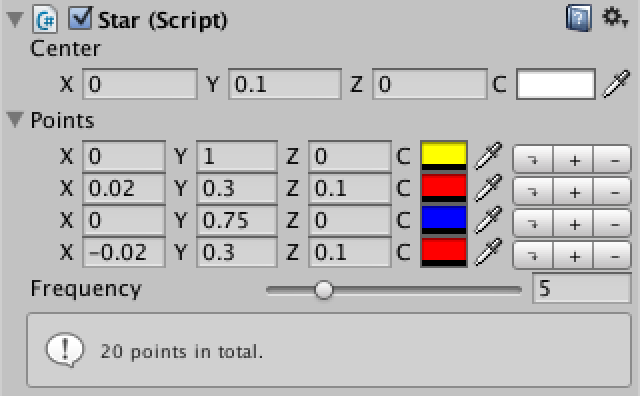 C# Star (Script)
Center
X 0 Y 0.1 Z 0 C
Points
X 0 Y 1 Z 0 C + -
X 0.02 Y 0.3 Z 0.1 C + -
X 0 Y 0.75 Z 0 C + -
X -0.02 Y 0.3 Z 0.1 C + -
Frequency 5
20 points in total.